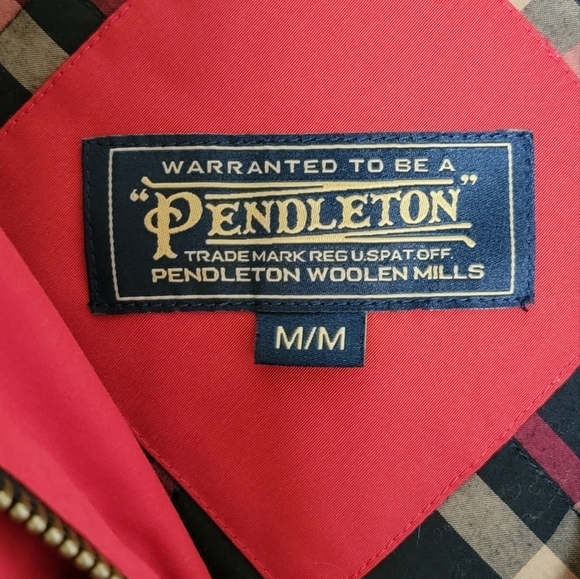 WARRANTED TO BE A
"PENDLETON"
TRADE MARK REG U.S.PAT.OFF.
PENDLETON WOOLEN MILLS
M/M